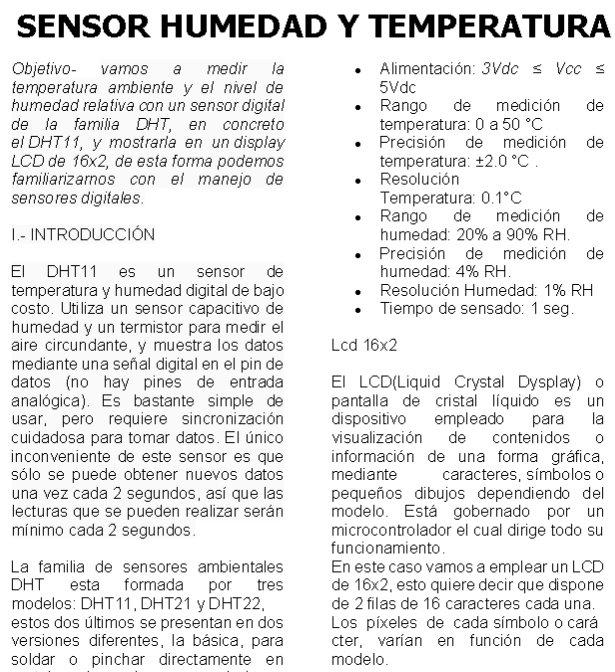 SENSOR HUMEDAD Y TEMPERATURA
Objetivo- vamos a medir la
temperatura ambiente y el nivel de
humedad relativa con un sensor digital
de la familia DHT, en concreto
el DHT11, y mostrarla en un display
LCD de 16x2, de esta forma podemos
familiarizarnos con el manejo de
sensores digitales.
I.- INTRODUCCIÓN
El DHT11 es un sensor de
temperatura y humedad digital de bajo
costo. Utiliza un sensor capacitivo de
humedad y un termistor para medir el
aire circundante, y muestra los datos
mediante una señal digital en el pin de
datos (no hay pines de entrada
analógica). Es bastante simple de
usar, pero requiere sincronización
cuidadosa para tomar datos. El único
inconveniente de este sensor es que
sólo se puede obtener nuevos datos
una vez cada 2 segundos, así que las
lecturas que se pueden realizar serán
mínimo cada 2 segundos.
La familia de sensores ambientales
DHT esta formada por tres
modelos: DHT11, DHT21 y DHT22,
estos dos últimos se presentan en dos
versiones diferentes, la básica, para
soldar o pinchar directamente en
• Alimentación: 3Vdc ≤ Vcc ≤
5Vdc
• Rango de medición de
temperatura: 0 a 50 °C
• Precisión de medición de
temperatura: ±2.0 °C .
• Resolución
Temperatura: 0.1°C
• Rango de medición de
humedad: 20% a 90% RH.
• Precisión de medición de
humedad: 4% RH.
• Resolución Humedad: 1% RH
• Tiempo de sensado: 1 seg.
Lcd 16x2
El LCD(Liquid Crystal Dysplay) o
pantalla de cristal líquido es un
dispositivo empleado para la
visualización de contenidos o
información de una forma gráfica,
mediante caracteres, símbolos o
pequeños dibujos dependiendo del
modelo. Está gobernado por un
microcontrolador el cual dirige todo su
funcionamiento.
En este caso vamos a emplear un LCD
de 16x2, esto quiere decir que dispone
de 2 filas de 16 caracteres cada una.
Los píxeles de cada símbolo o cará
cter, varían en función de cada
modelo.